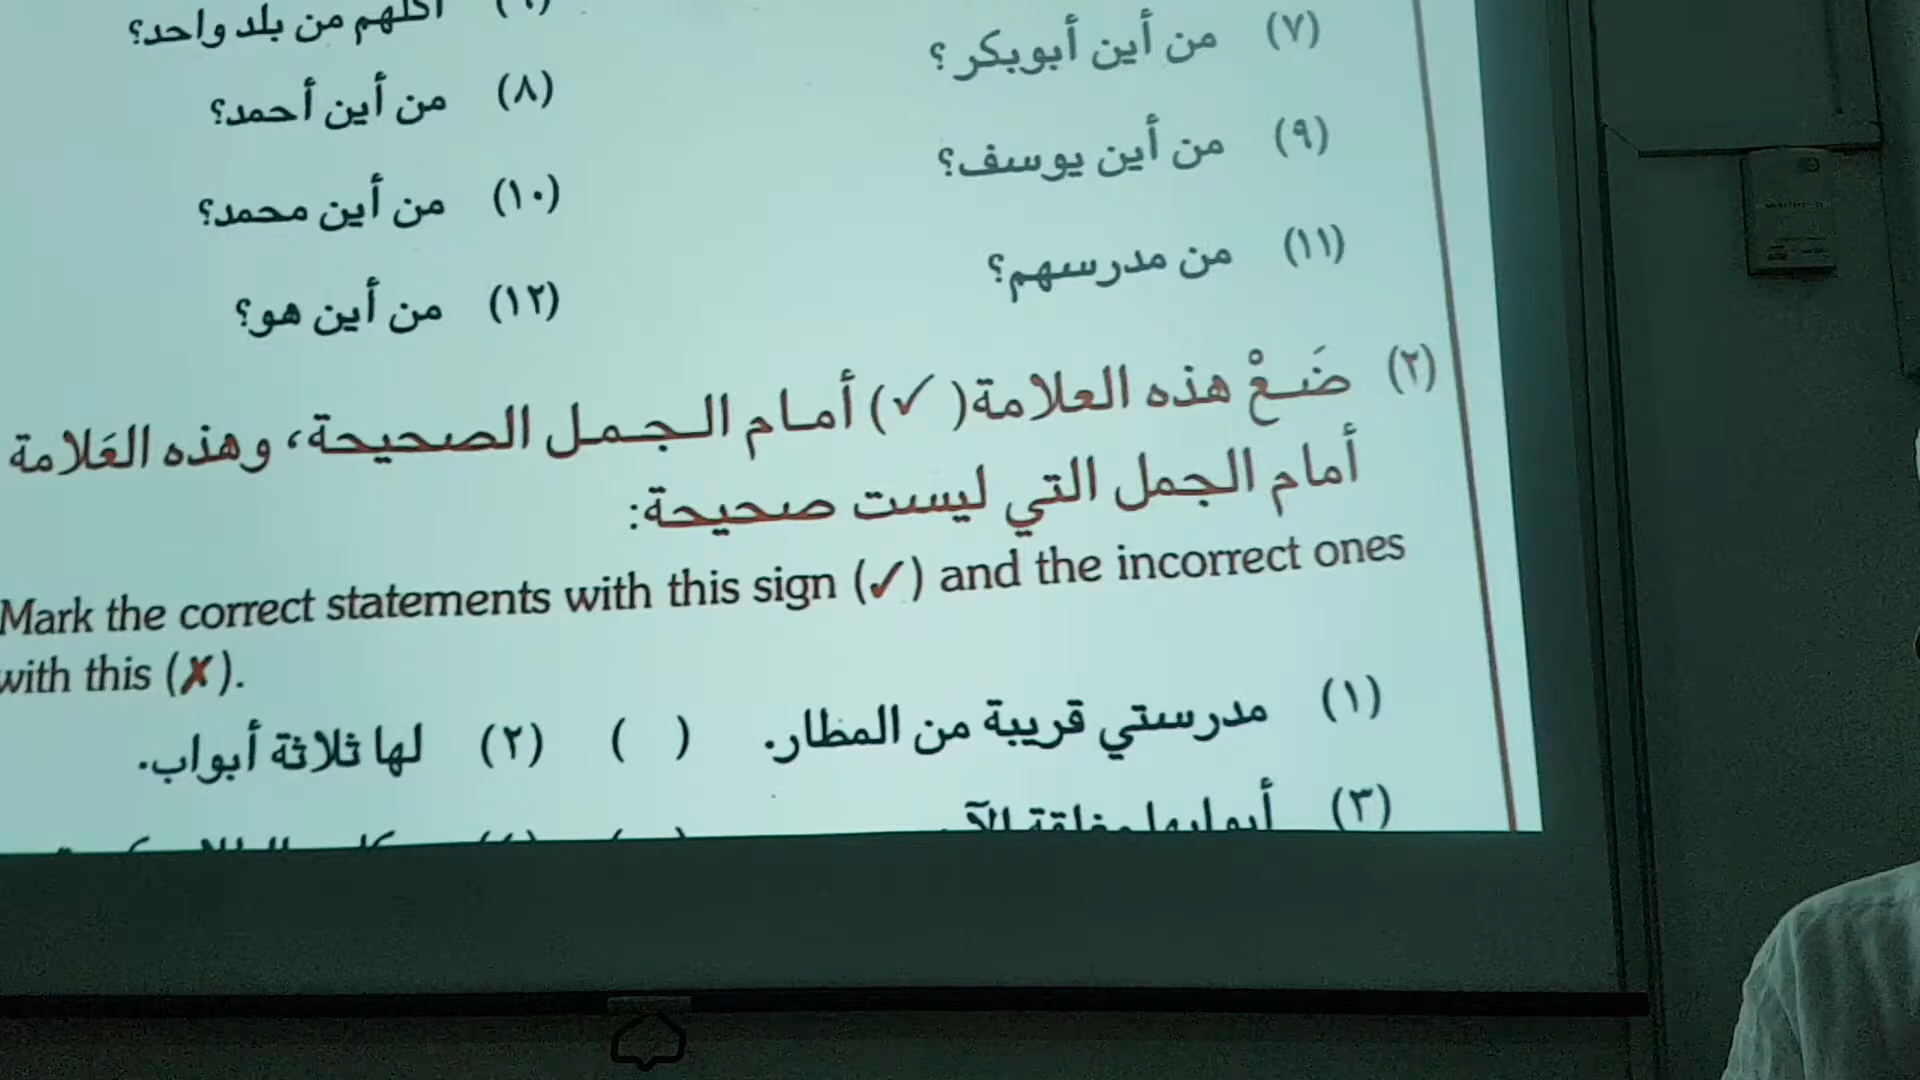 أكلهم من بلد واحد؟
(٧) من أين أبوبكر؟ (٨) من أين أحمد؟
(٩) من أين يوسف؟ (١٠) من أين محمد؟
(١١) من مدرسهم؟ (١٢) من أين هو؟
(٢) ضَعْ هذه العلامة (✓) أمام الجمل الصحيحة، وهذه العَلامة
أمام الجمل التي ليست صحيحة:
Mark the correct statements with this sign (✓) and the incorrect ones
with this (✗).
(١) مدرستي قريبة من المطار. ( ) (٢) لها ثلاثة أبواب.
(٣) أبوابها مغلقة